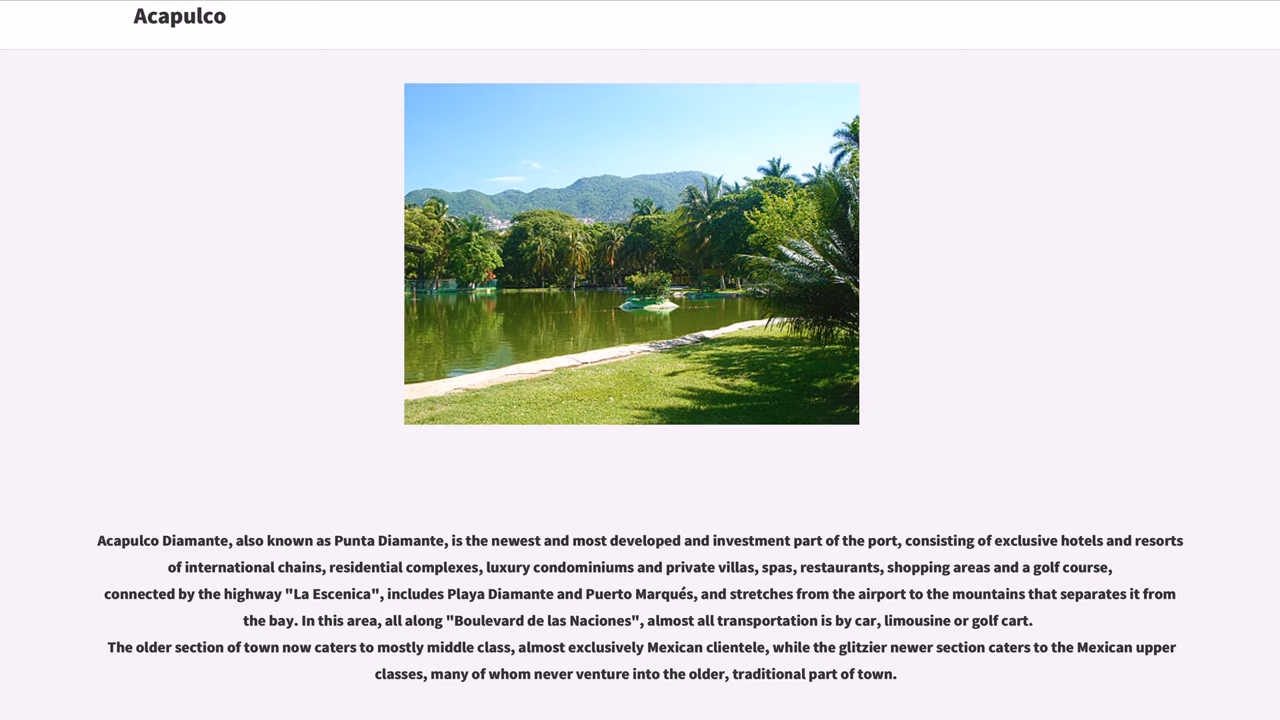 Acapulco
Acapulco Diamante, also known as Punta Diamante, is the newest and most developed and investment part of the port, consisting of exclusive hotels and resorts
of international chains, residential complexes, luxury condominiums and private villas, spas, restaurants, shopping areas and a golf course,
connected by the highway "La Escenica", includes Playa Diamante and Puerto Marqués, and stretches from the airport to the mountains that separates it from
the bay. In this area, all along "Boulevard de las Naciones", almost all transportation is by car, limousine or golf cart.
The older section of town now caters to mostly middle class, almost exclusively Mexican clientele, while the glitzier newer section caters to the Mexican upper
classes, many of whom never venture into the older, traditional part of town.